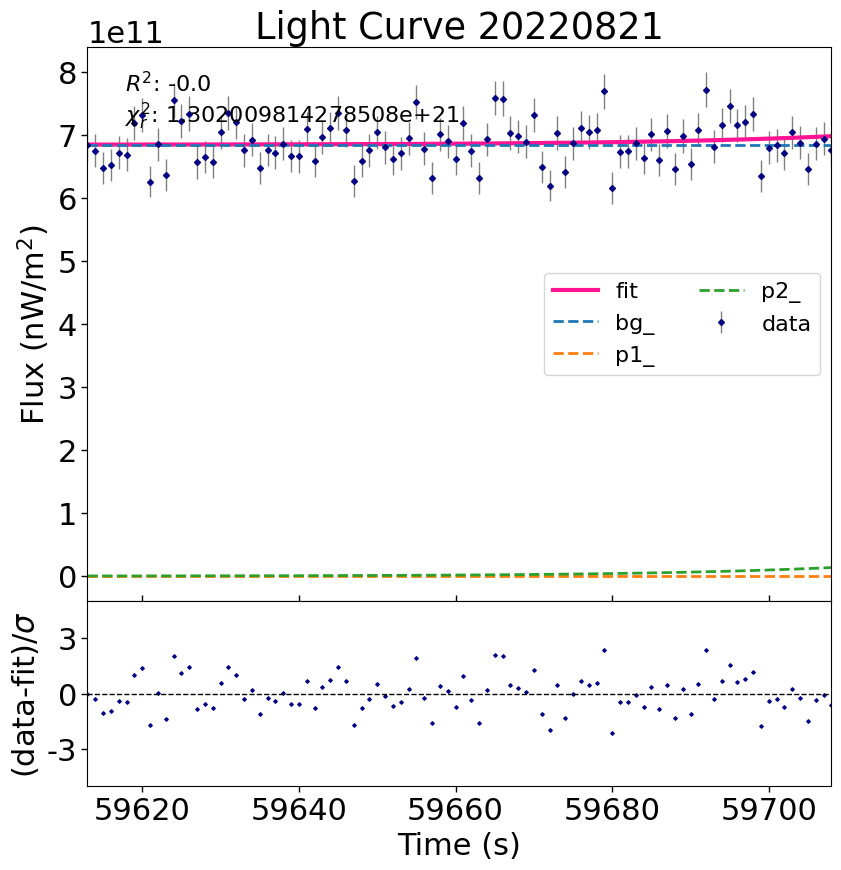 Light Curve 20220821
1e11
R²: -0.0
χ²ᵣ: 1.302009814278508e+21
8
7
6
5
4
3
2
1
0
Flux (nW/m²)
fit
bg_
p1_
p2_
data
3
0
-3
(data-fit)/σ
59620 59640 59660 59680 59700
Time (s)